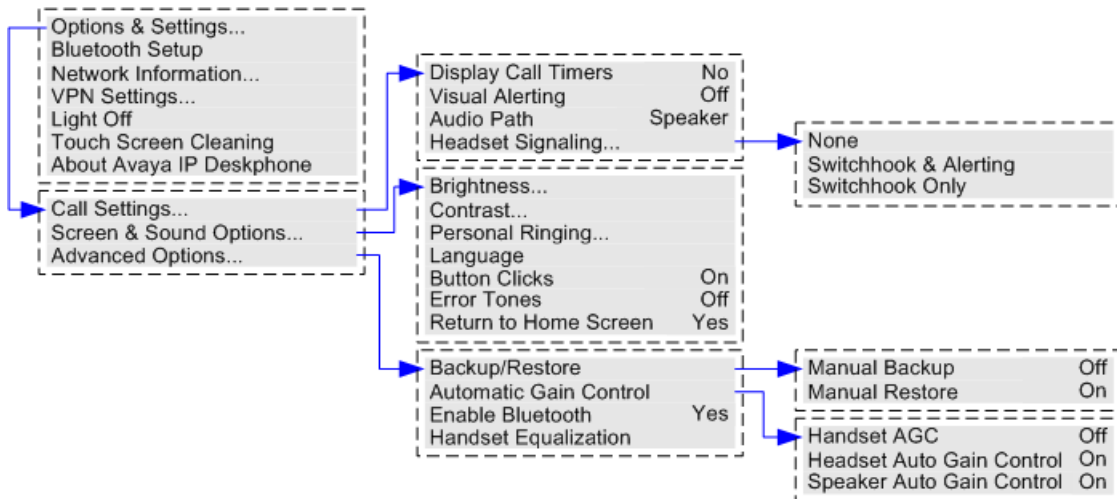 Options & Settings...
Bluetooth Setup
Network Information...
VPN Settings...
Light Off
Touch Screen Cleaning
About Avaya IP Deskphone
Call Settings...
Screen & Sound Options...
Advanced Options...
Display Call Timers No
Visual Alerting Off
Audio Path Speaker
Headset Signaling...
None
Switchhook & Alerting
Switchhook Only
Brightness...
Contrast...
Personal Ringing...
Language
Button Clicks On
Error Tones Off
Return to Home Screen Yes
Backup/Restore
Automatic Gain Control
Enable Bluetooth Yes
Handset Equalization
Manual Backup Off
Manual Restore On
Handset AGC Off
Headset Auto Gain Control On
Speaker Auto Gain Control On